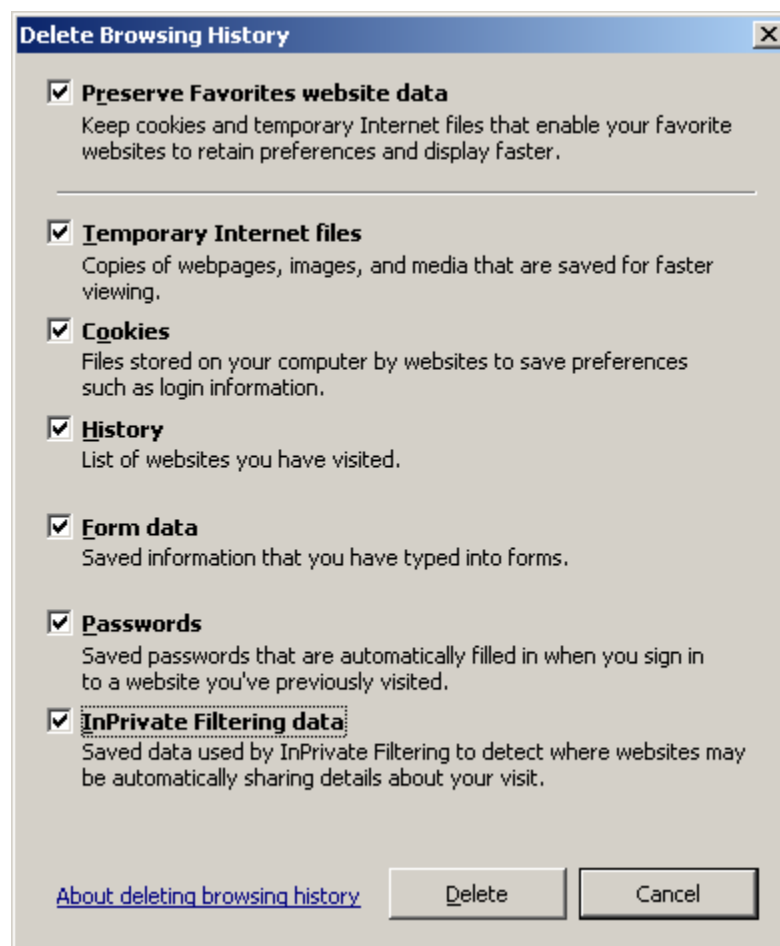 Delete Browsing History
Preserve Favorites website data
Keep cookies and temporary Internet files that enable your favorite
websites to retain preferences and display faster.
Temporary Internet files
Copies of webpages, images, and media that are saved for faster
viewing.
Cookies
Files stored on your computer by websites to save preferences
such as login information.
History
List of websites you have visited.
Form data
Saved information that you have typed into forms.
Passwords
Saved passwords that are automatically filled in when you sign in
to a website you've previously visited.
InPrivate Filtering data
Saved data used by InPrivate Filtering to detect where websites may
be automatically sharing details about your visit.
About deleting browsing history
Delete
Cancel